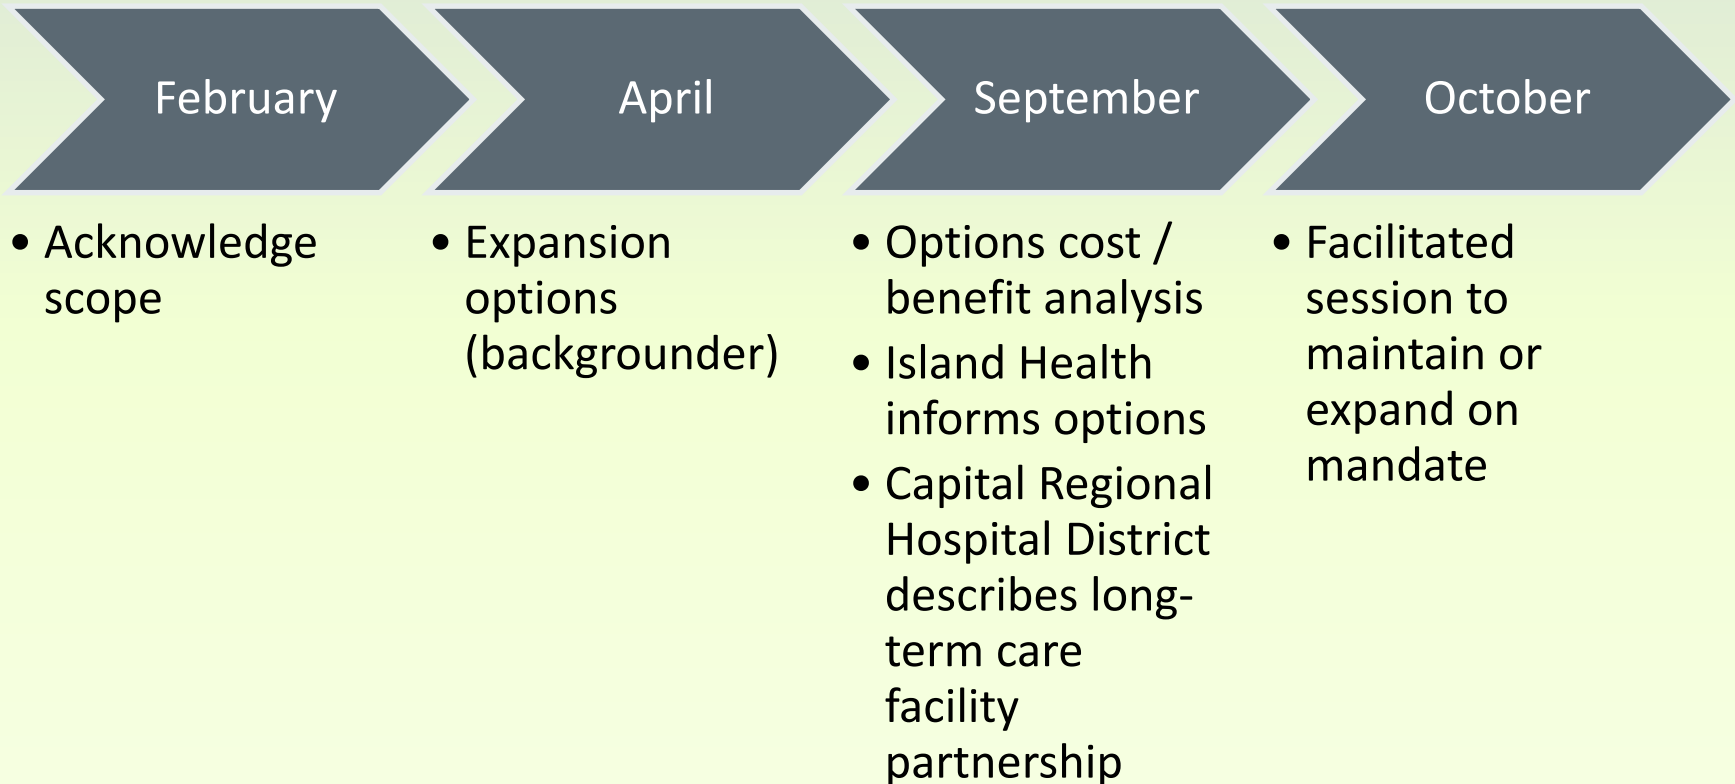 February
April
September
October
• Acknowledge
scope
• Expansion
options
(backgrounder)
• Options cost /
benefit analysis
• Island Health
informs options
• Capital Regional
Hospital District
describes long-
term care
facility
partnership
• Facilitated
session to
maintain or
expand on
mandate